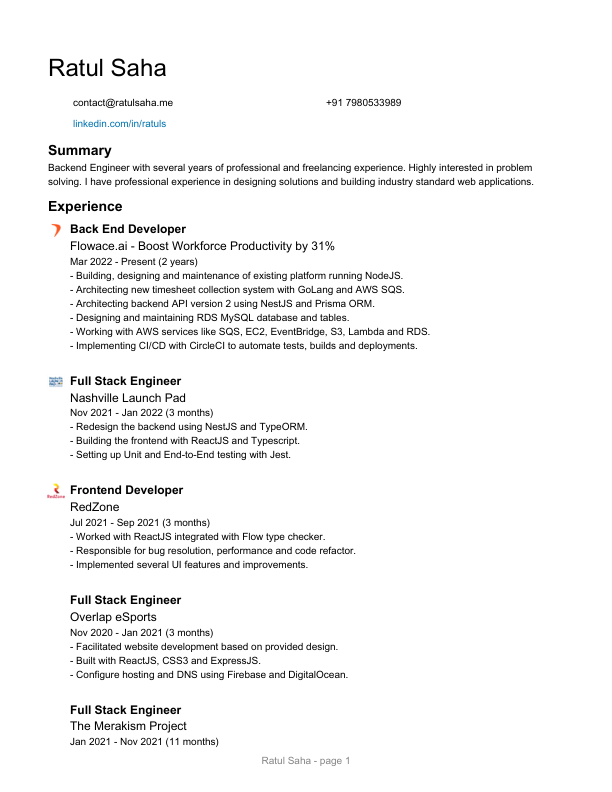 Ratul Saha
contact@ratulsaha.me +91 7980533989
linkedin.com/in/ratuls
Summary
Backend Engineer with several years of professional and freelancing experience. Highly interested in problem
solving. I have professional experience in designing solutions and building industry standard web applications.
Experience
Back End Developer
Flowace.ai - Boost Workforce Productivity by 31%
Mar 2022 - Present (2 years)
- Building, designing and maintenance of existing platform running NodeJS.
- Architecting new timesheet collection system with GoLang and AWS SQS.
- Architecting backend API version 2 using NestJS and Prisma ORM.
- Designing and maintaining RDS MySQL database and tables.
- Working with AWS services like SQS, EC2, EventBridge, S3, Lambda and RDS.
- Implementing CI/CD with CircleCI to automate tests, builds and deployments.
Full Stack Engineer
Nashville Launch Pad
Nov 2021 - Jan 2022 (3 months)
- Redesign the backend using NestJS and TypeORM.
- Building the frontend with ReactJS and Typescript.
- Setting up Unit and End-to-End testing with Jest.
RedZone
Frontend Developer
RedZone
Jul 2021 - Sep 2021 (3 months)
- Worked with ReactJS integrated with Flow type checker.
- Responsible for bug resolution, performance and code refactor.
- Implemented several UI features and improvements.
Full Stack Engineer
Overlap eSports
Nov 2020 - Jan 2021 (3 months)
- Facilitated website development based on provided design.
- Built with ReactJS, CSS3 and ExpressJS.
- Configure hosting and DNS using Firebase and DigitalOcean.
Full Stack Engineer
The Merakism Project
Jan 2021 - Nov 2021 (11 months)
Ratul Saha - page 1